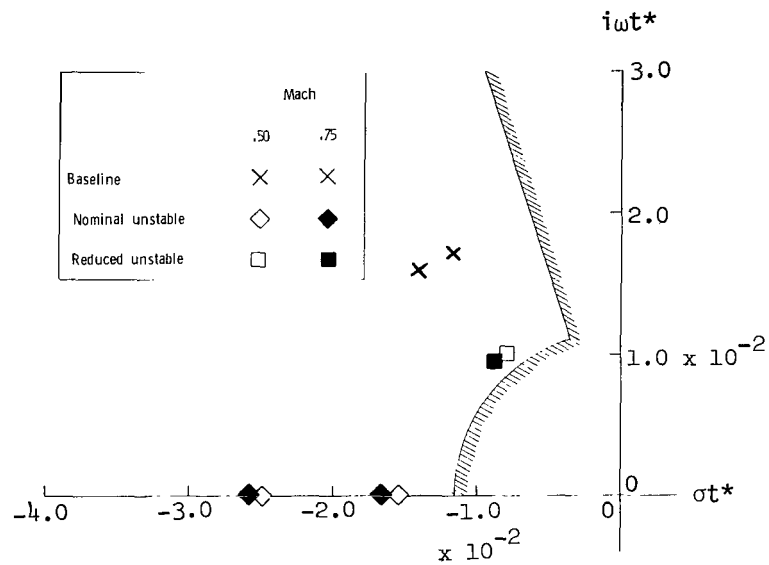 iωt*
3.0
Mach
.50 .75
Baseline
2.0
Nominal unstable
Reduced unstable
1.0 x 10⁻²
0
-4.0 -3.0 -2.0 -1.0 0 σt*
x 10⁻²